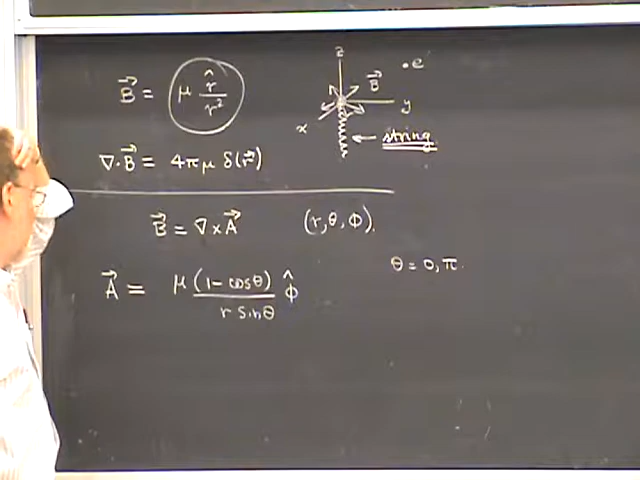 B⃗ = μ r̂/r²
z
·e
B⃗
y
x
← string
∇·B⃗ = 4πμ δ(r⃗)
B⃗ = ∇×A⃗ (r, θ, ϕ).
θ = 0, π.
A⃗ = μ(1-cosθ)/(r sinθ) ϕ̂